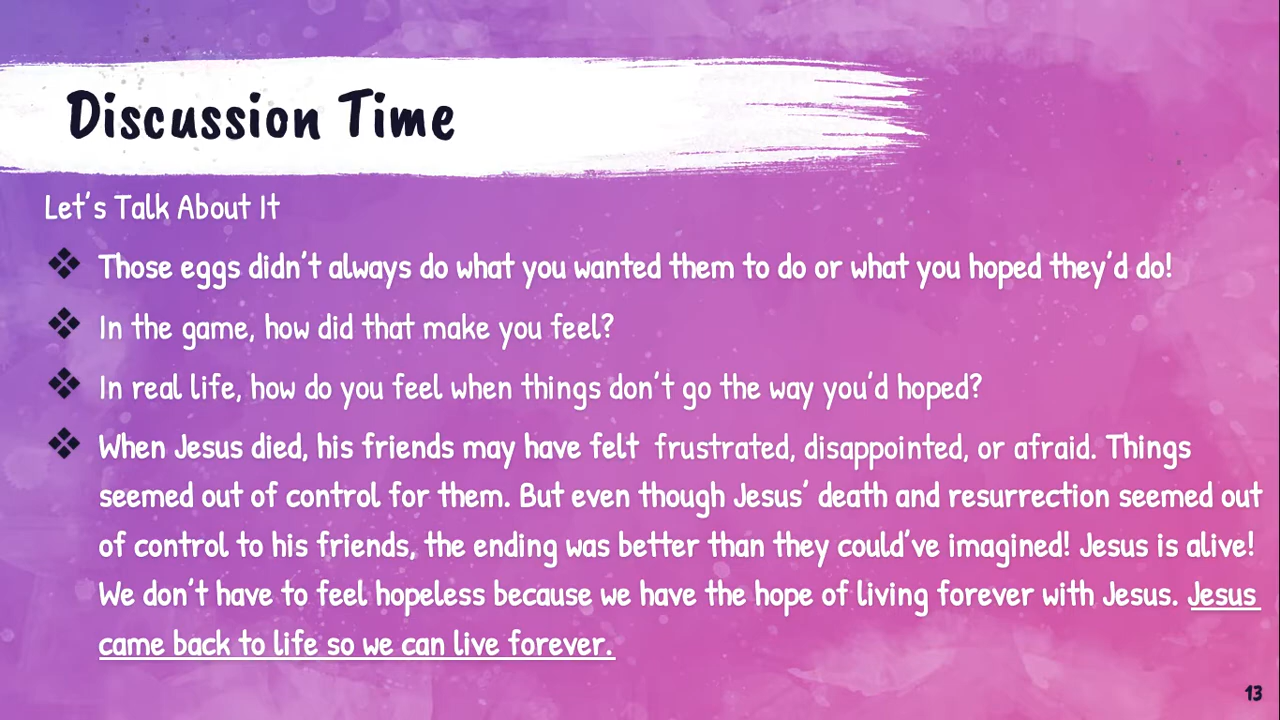 Discussion Time
Let's Talk About It
❖ Those eggs didn't always do what you wanted them to do or what you hoped they'd do!
❖ In the game, how did that make you feel?
❖ In real life, how do you feel when things don't go the way you'd hoped?
❖ When Jesus died, his friends may have felt  frustrated, disappointed, or afraid. Things
seemed out of control for them. But even though Jesus' death and resurrection seemed out
of control to his friends, the ending was better than they could've imagined! Jesus is alive!
We don't have to feel hopeless because we have the hope of living forever with Jesus. Jesus
came back to life so we can live forever.
13